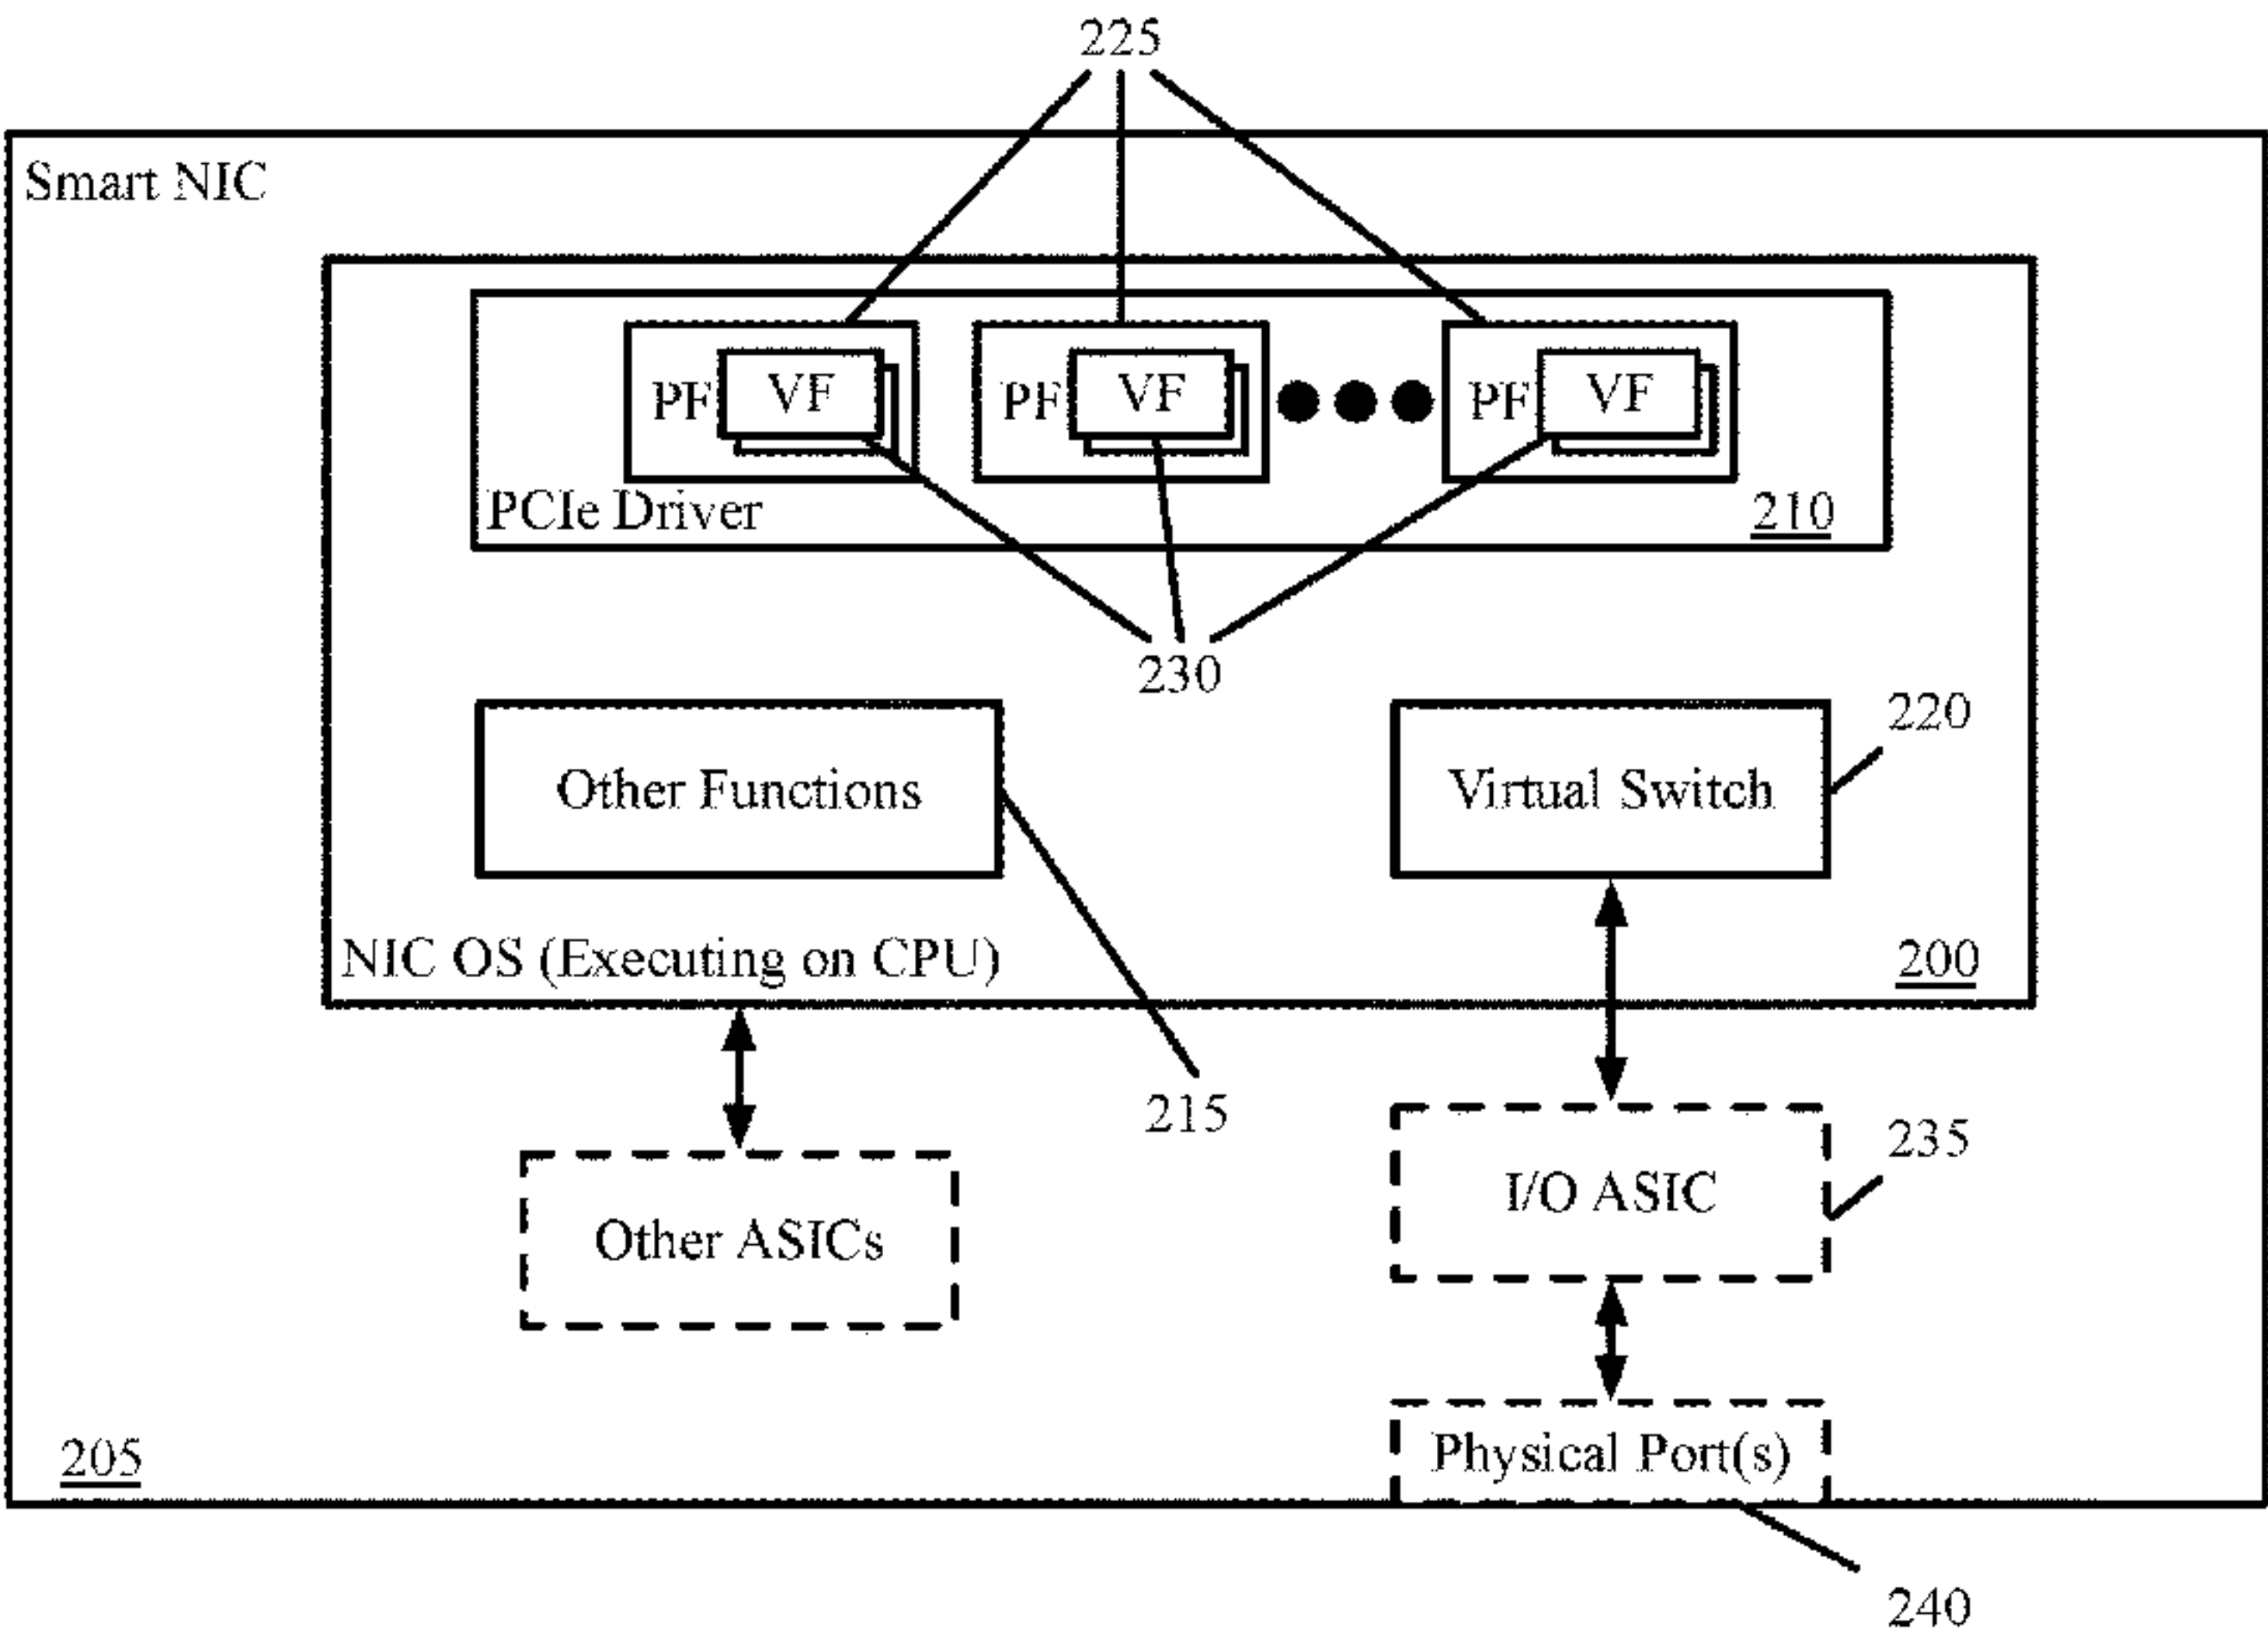 225
Smart NIC
PF VF
PF VF
PF VF
PCIe Driver
210
230
220
Other Functions
Virtual Switch
NIC OS (Executing on CPU)
200
215
235
I/O ASIC
Other ASICs
Physical Port(s)
205
240